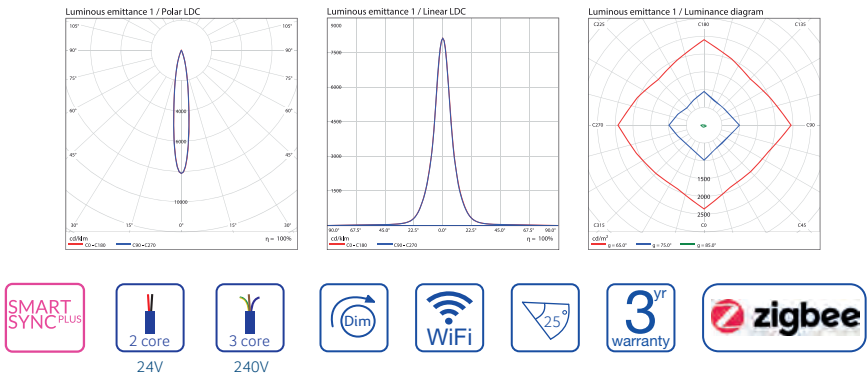 Luminous emittance 1 / Polar LDC
105° 105°
90° 90°
75° 75°
60° 60°
45° 45°
4000
6000
10000
30° 15° 0° 15° 30°
cd/klm η = 100%
C0-C180 C90-C270
Luminous emittance 1 / Linear LDC
9000
7500
6000
4500
3000
1500
90.0° 67.5° 45.0° 22.5° 0.0° 22.5° 45.0° 67.5° 90.0°
cd/klm η = 100%
C0-C180 C90-C270
Luminous emittance 1 / Luminance diagram
C225 C180 C135
C270 C90
1500
2000
2500
C315 C0 C45
cd/m²
g = 65.0° g = 75.0° g = 85.0°
SMART
SYNC PLUS
2 core
24V
3 core
240V
Dim
WiFi
25°
3 yr
warranty
zigbee